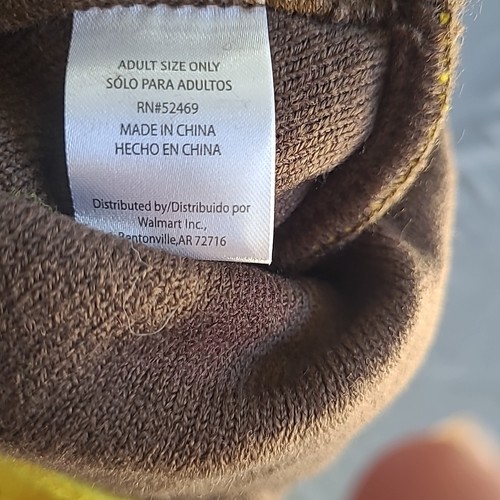 ADULT SIZE ONLY
SÓLO PARA ADULTOS
RN#52469
MADE IN CHINA
HECHO EN CHINA
Distributed by/Distribuido por
Walmart Inc.,
Bentonville,AR 72716